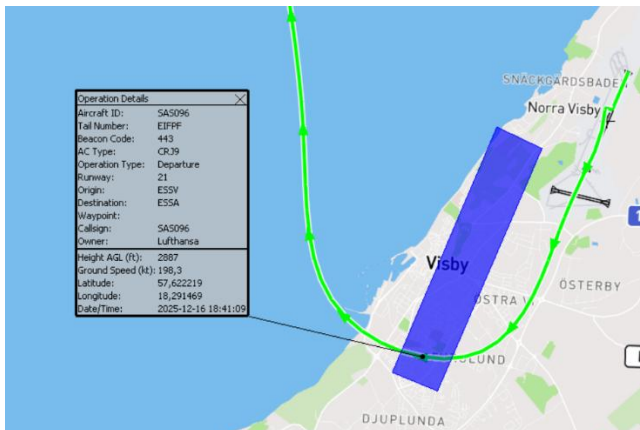 Operation Details
Aircraft ID: SAS096
Tail Number: EIFPF
Beacon Code: 443
AC Type: CRJ9
Operation Type: Departure
Runway: 21
Origin: ESSV
Destination: ESSA
Waypoint:
Callsign: SAS096
Owner: Lufthansa
Height AGL (ft): 2887
Ground Speed (kt): 198,3
Latitude: 57,622219
Longitude: 18,291469
Date/Time: 2025-12-16 18:41:09
SNÄCKGÄRDSBADE
Norra Visby
1
Visby
ÖSTERBY
ÖSTRA V
LUND
DJUPLUNDA